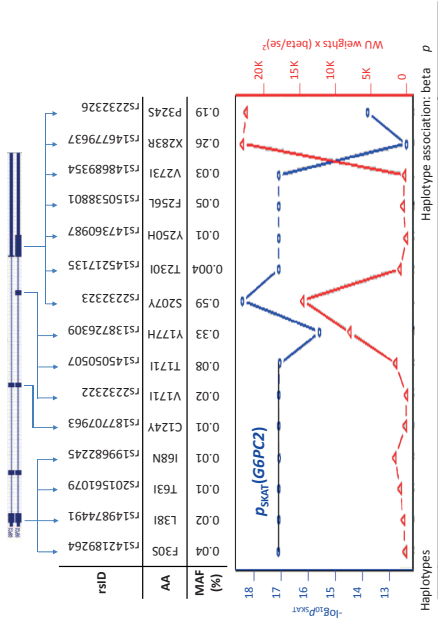 rsID rs142189264 rs149874491 rs201561079 rs199682245 rs187707963 rs2232322 rs145050507 rs138726309 rs2232323 rs145217135 rs147360987 rs150538801 rs148689354 rs146779637 rs2232326
AA F30S L38I T63I I68N C124Y V171I T171I Y177H S207Y T230I Y250H F256L V273I X283R P324S
MAF (%) 0.04 0.02 0.01 0.01 0.01 0.02 0.08 0.33 0.59 0.004 0.01 0.05 0.03 0.26 0.19
-log10pSKAT
18
17
16
15
14
13
pSKAT(G6PC2)
WU weights x (beta/se)²
20K
15K
10K
5K
0
Haplotypes
Haplotype association: beta p